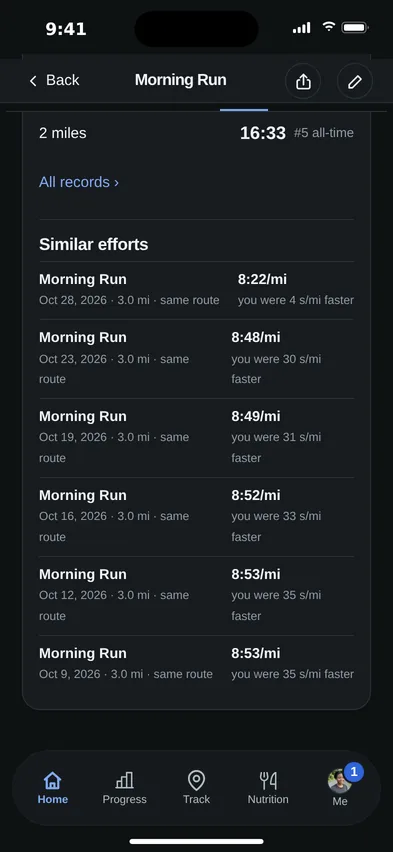 9:41
Back
Morning Run
2 miles
16:33 #5 all-time
All records ›
Similar efforts
Morning Run
8:22/mi
Oct 28, 2026 · 3.0 mi · same route
you were 4 s/mi faster
Morning Run
8:48/mi
Oct 23, 2026 · 3.0 mi · same
route
you were 30 s/mi
faster
Morning Run
8:49/mi
Oct 19, 2026 · 3.0 mi · same
route
you were 31 s/mi
faster
Morning Run
8:52/mi
Oct 16, 2026 · 3.0 mi · same
route
you were 33 s/mi
faster
Morning Run
8:53/mi
Oct 12, 2026 · 3.0 mi · same
route
you were 35 s/mi
faster
Morning Run
8:53/mi
Oct 9, 2026 · 3.0 mi · same route
you were 35 s/mi faster
Home
Progress
Track
Nutrition
1
Me